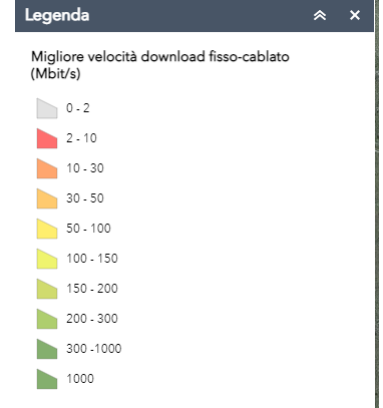 Legenda
Migliore velocità download fisso-cablato
(Mbit/s)
0 - 2
2 - 10
10 - 30
30 - 50
50 - 100
100 - 150
150 - 200
200 - 300
300 -1000
1000